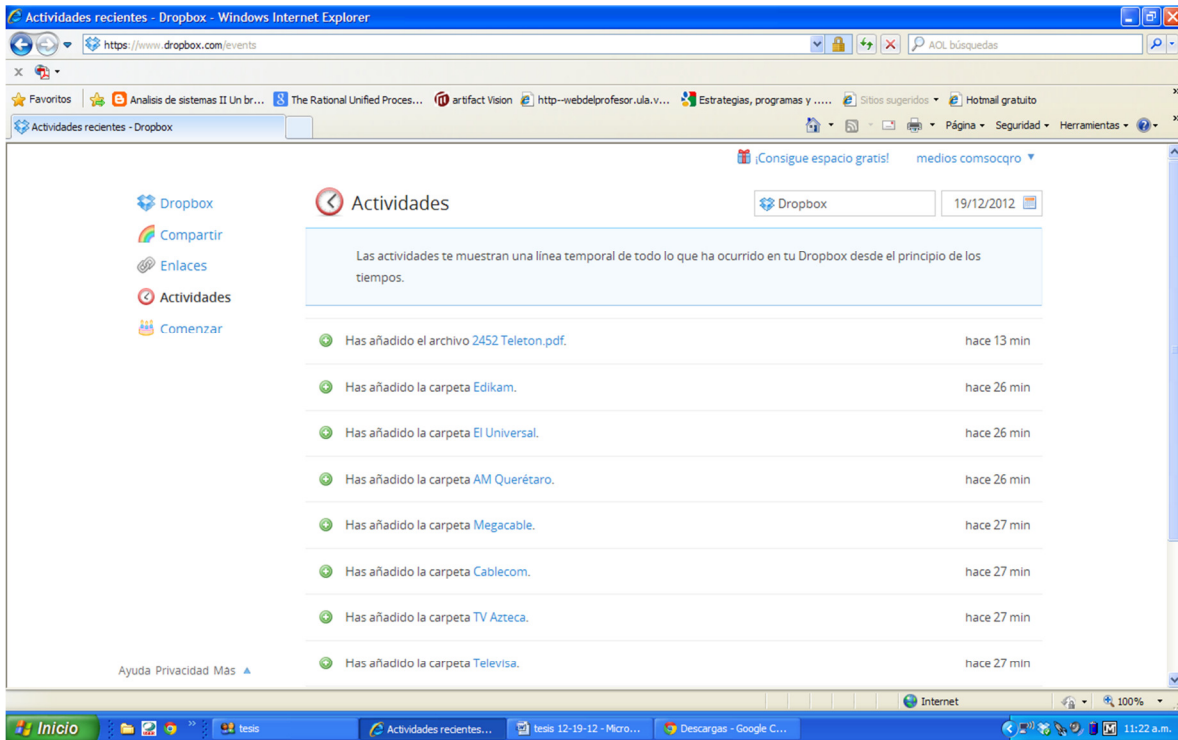 Actividades recientes - Dropbox - Windows Internet Explorer
https://www.dropbox.com/events
AOL búsquedas
Favoritos
Analisis de sistemas II Un br...
The Rational Unified Proces...
artifact Vision
http--webdelprofesor.ula.v...
Estrategias, programas y .....
Sitios sugeridos
Hotmail gratuito
Actividades recientes - Dropbox
Página
Seguridad
Herramientas
¡Consigue espacio gratis!
medios comsocqro
Dropbox
Compartir
Enlaces
Actividades
Comenzar
Actividades
Dropbox
19/12/2012
Las actividades te muestran una línea temporal de todo lo que ha ocurrido en tu Dropbox desde el principio de los
tiempos.
Has añadido el archivo 2452 Teleton.pdf. hace 13 min
Has añadido la carpeta Edikam. hace 26 min
Has añadido la carpeta El Universal. hace 26 min
Has añadido la carpeta AM Querétaro. hace 26 min
Has añadido la carpeta Megacable. hace 27 min
Has añadido la carpeta Cablecom. hace 27 min
Has añadido la carpeta TV Azteca. hace 27 min
Has añadido la carpeta Televisa. hace 27 min
Ayuda Privacidad Más
Internet
100%
Inicio
tesis
Actividades recientes...
tesis 12-19-12 - Micro...
Descargas - Google C...
11:22 a.m.